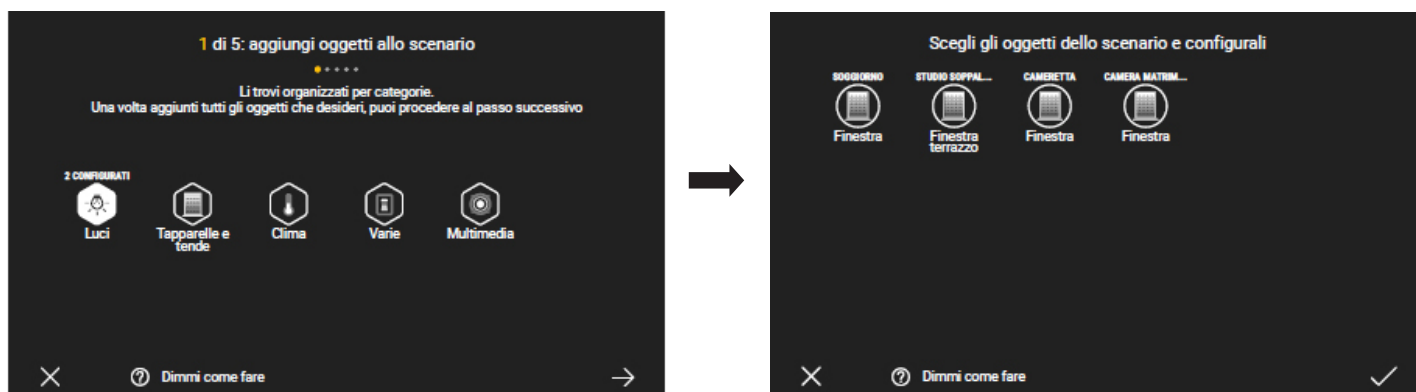 1 di 5: aggiungi oggetti allo scenario
Li trovi organizzati per categorie.
Una volta aggiunti tutti gli oggetti che desideri, puoi procedere al passo successivo
2 CONFIGURATI
Luci
Tapparelle e
tende
Clima
Varie
Multimedia
Dimmi come fare
Scegli gli oggetti dello scenario e configurali
SOGGIORNO
Finestra
STUDIO SOPPAL...
Finestra
terrazzo
CAMERETTA
Finestra
CAMERA MATRIM...
Finestra
Dimmi come fare